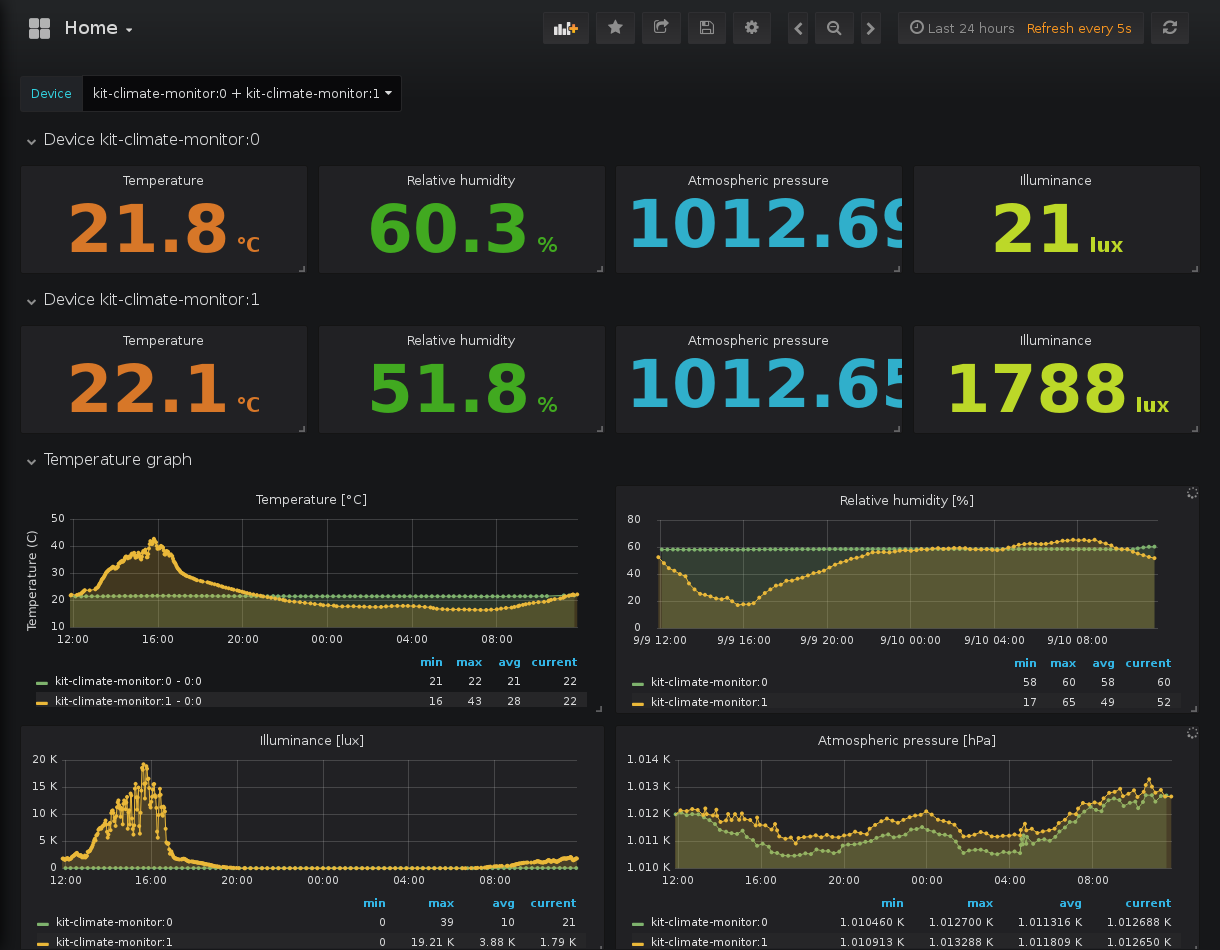 Home
Last 24 hours Refresh every 5s
Device kit-climate-monitor:0 + kit-climate-monitor:1
Device kit-climate-monitor:0
Temperature Relative humidity Atmospheric pressure Illuminance
21.8 °C 60.3 % 1012.69 21 lux
Device kit-climate-monitor:1
Temperature Relative humidity Atmospheric pressure Illuminance
22.1 °C 51.8 % 1012.65 1788 lux
Temperature graph
Temperature [°C]
Temperature (C)
50
40
30
20
10
12:00 16:00 20:00 00:00 04:00 08:00
min max avg current
kit-climate-monitor:0 - 0:0 21 22 21 22
kit-climate-monitor:1 - 0:0 16 43 28 22
Relative humidity [%]
80
60
40
20
0
9/9 12:00 9/9 16:00 9/9 20:00 9/10 00:00 9/10 04:00 9/10 08:00
min max avg current
kit-climate-monitor:0 58 60 58 60
kit-climate-monitor:1 17 65 49 52
Illuminance [lux]
20 K
15 K
10 K
5 K
0
12:00 16:00 20:00 00:00 04:00 08:00
min max avg current
kit-climate-monitor:0 0 39 10 21
kit-climate-monitor:1 0 19.21 K 3.88 K 1.79 K
Atmospheric pressure [hPa]
1.014 K
1.013 K
1.012 K
1.011 K
1.010 K
12:00 16:00 20:00 00:00 04:00 08:00
min max avg current
kit-climate-monitor:0 1.010460 K 1.012700 K 1.011316 K 1.012688 K
kit-climate-monitor:1 1.010913 K 1.013288 K 1.011809 K 1.012650 K